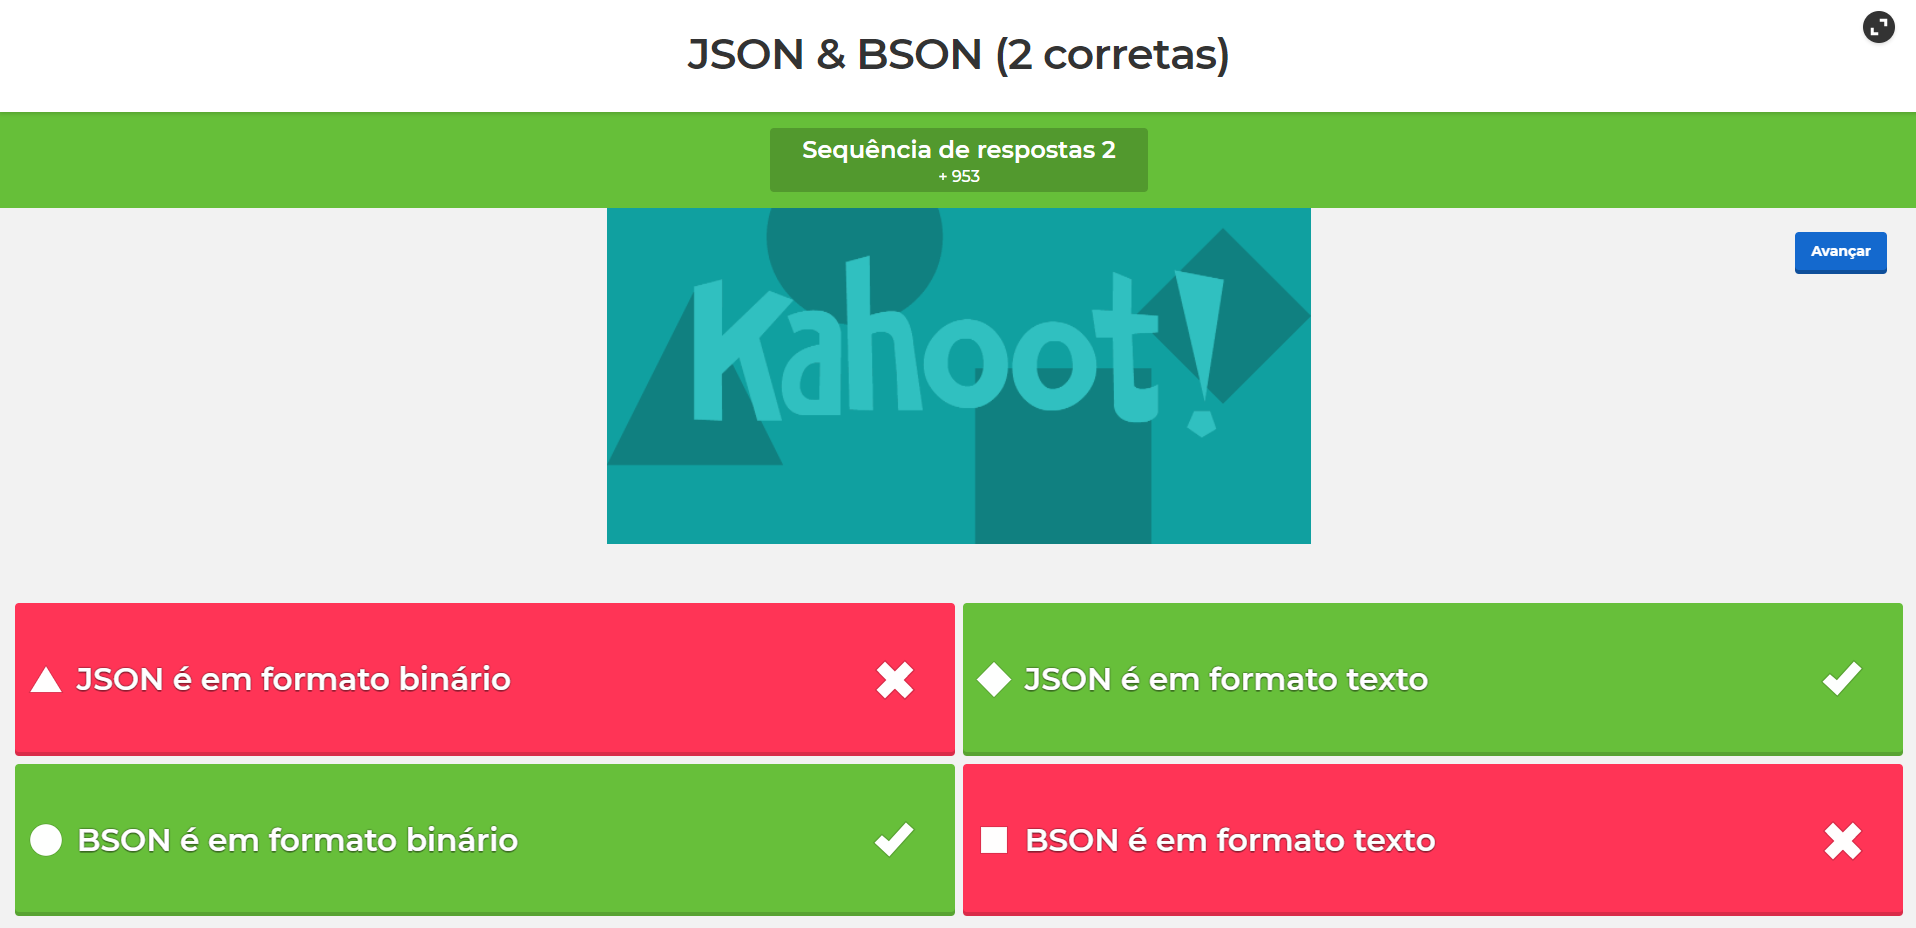 JSON & BSON (2 corretas)
Sequência de respostas 2
+ 953
Kahoot!
Avançar
JSON é em formato binário
JSON é em formato texto
BSON é em formato binário
BSON é em formato texto